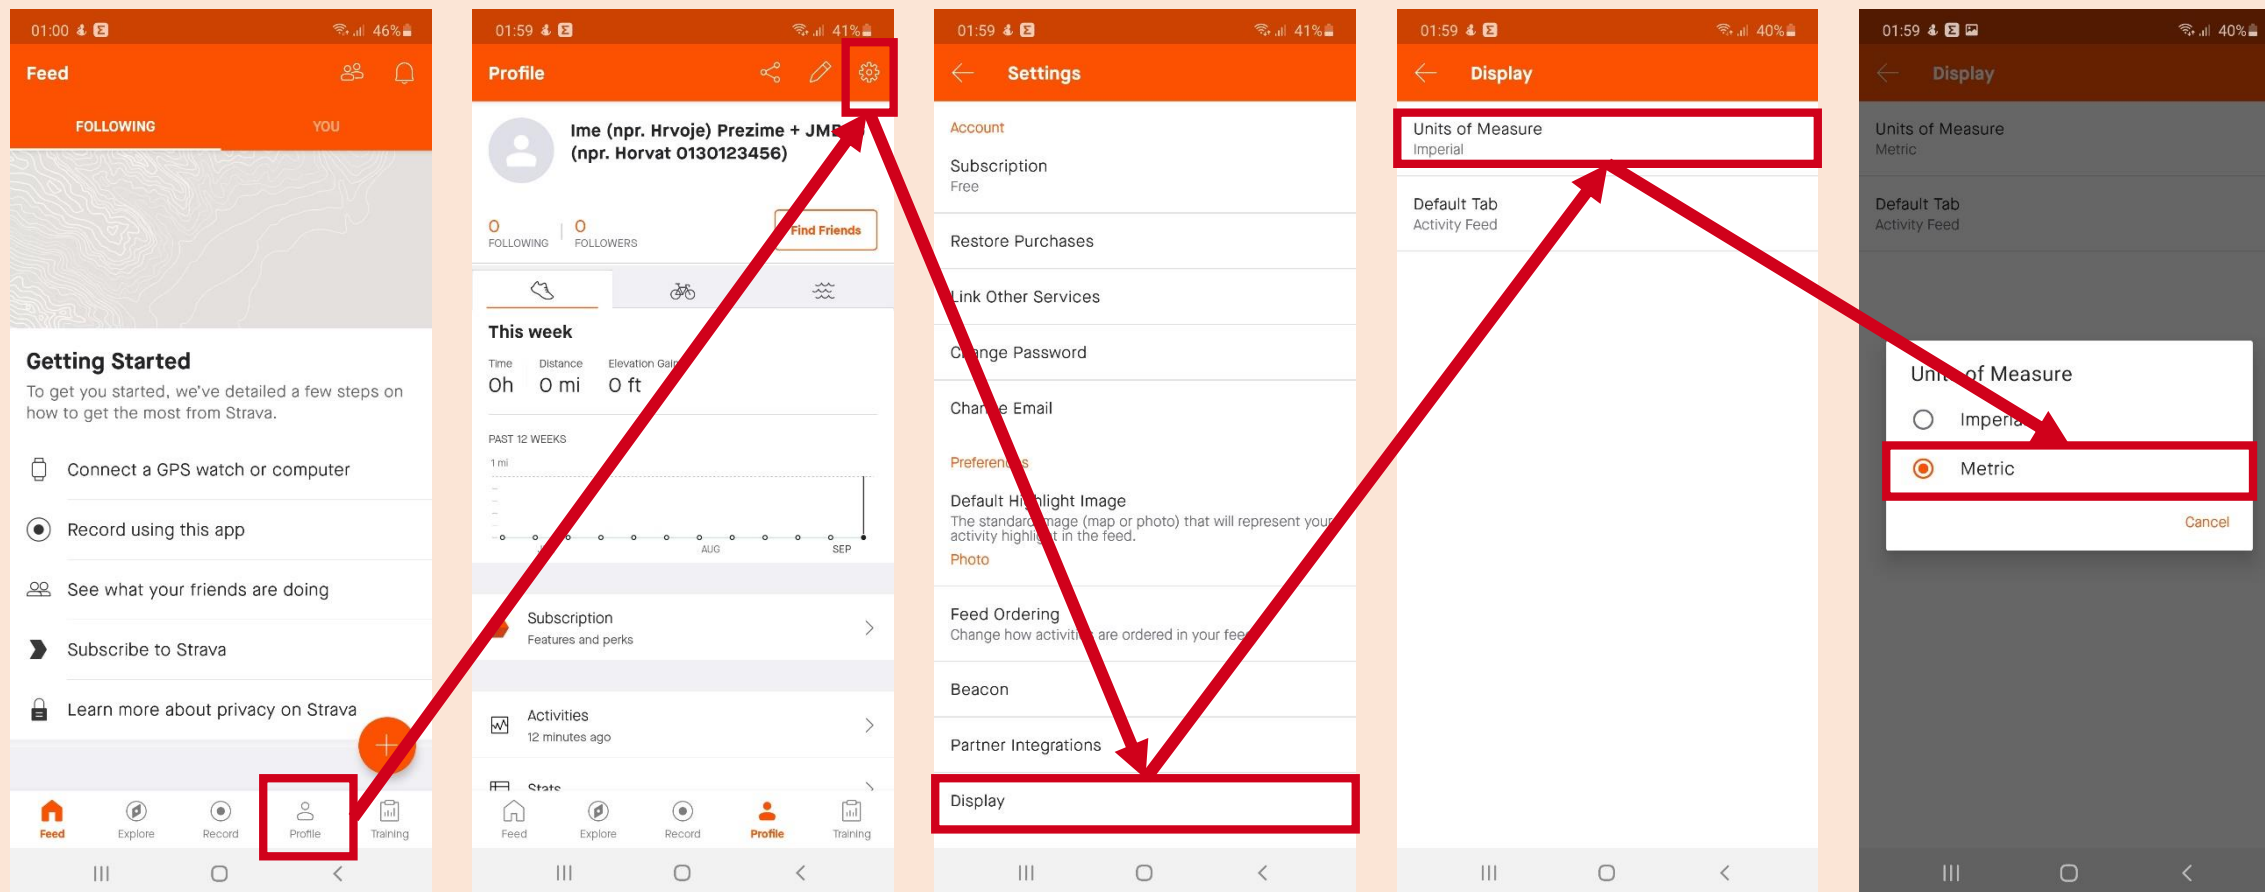 01:00
46%
Feed
FOLLOWING
YOU
Getting Started
To get you started, we've detailed a few steps on
how to get the most from Strava.
Connect a GPS watch or computer
Record using this app
See what your friends are doing
Subscribe to Strava
Learn more about privacy on Strava
Feed
Explore
Record
Profile
Training
01:59
41%
Profile
Ime (npr. Hrvoje) Prezime +
(npr. Horvat 0130123456)
0
FOLLOWING
0
FOLLOWERS
Find Friends
This week
Time
Distance
Elevation Gain
0h
0 mi
0 ft
PAST 12 WEEKS
1 mi
AUG
SEP
Subscription
Features and perks
Activities
12 minutes ago
Stats
Feed
Explore
Record
Profile
Training
01:59
41%
Settings
Account
Subscription
Free
Restore Purchases
Link Other Services
Change Password
Change Email
Preferences
Default Highlight Image
The standard image (map or photo) that will represent your
activity highlight in the feed.
Photo
Feed Ordering
Change how activities are ordered in your feed
Beacon
Partner Integrations
Display
01:59
40%
Display
Units of Measure
Imperial
Default Tab
Activity Feed
01:59
40%
Display
Units of Measure
Metric
Default Tab
Activity Feed
Units of Measure
Imperial
Metric
Cancel